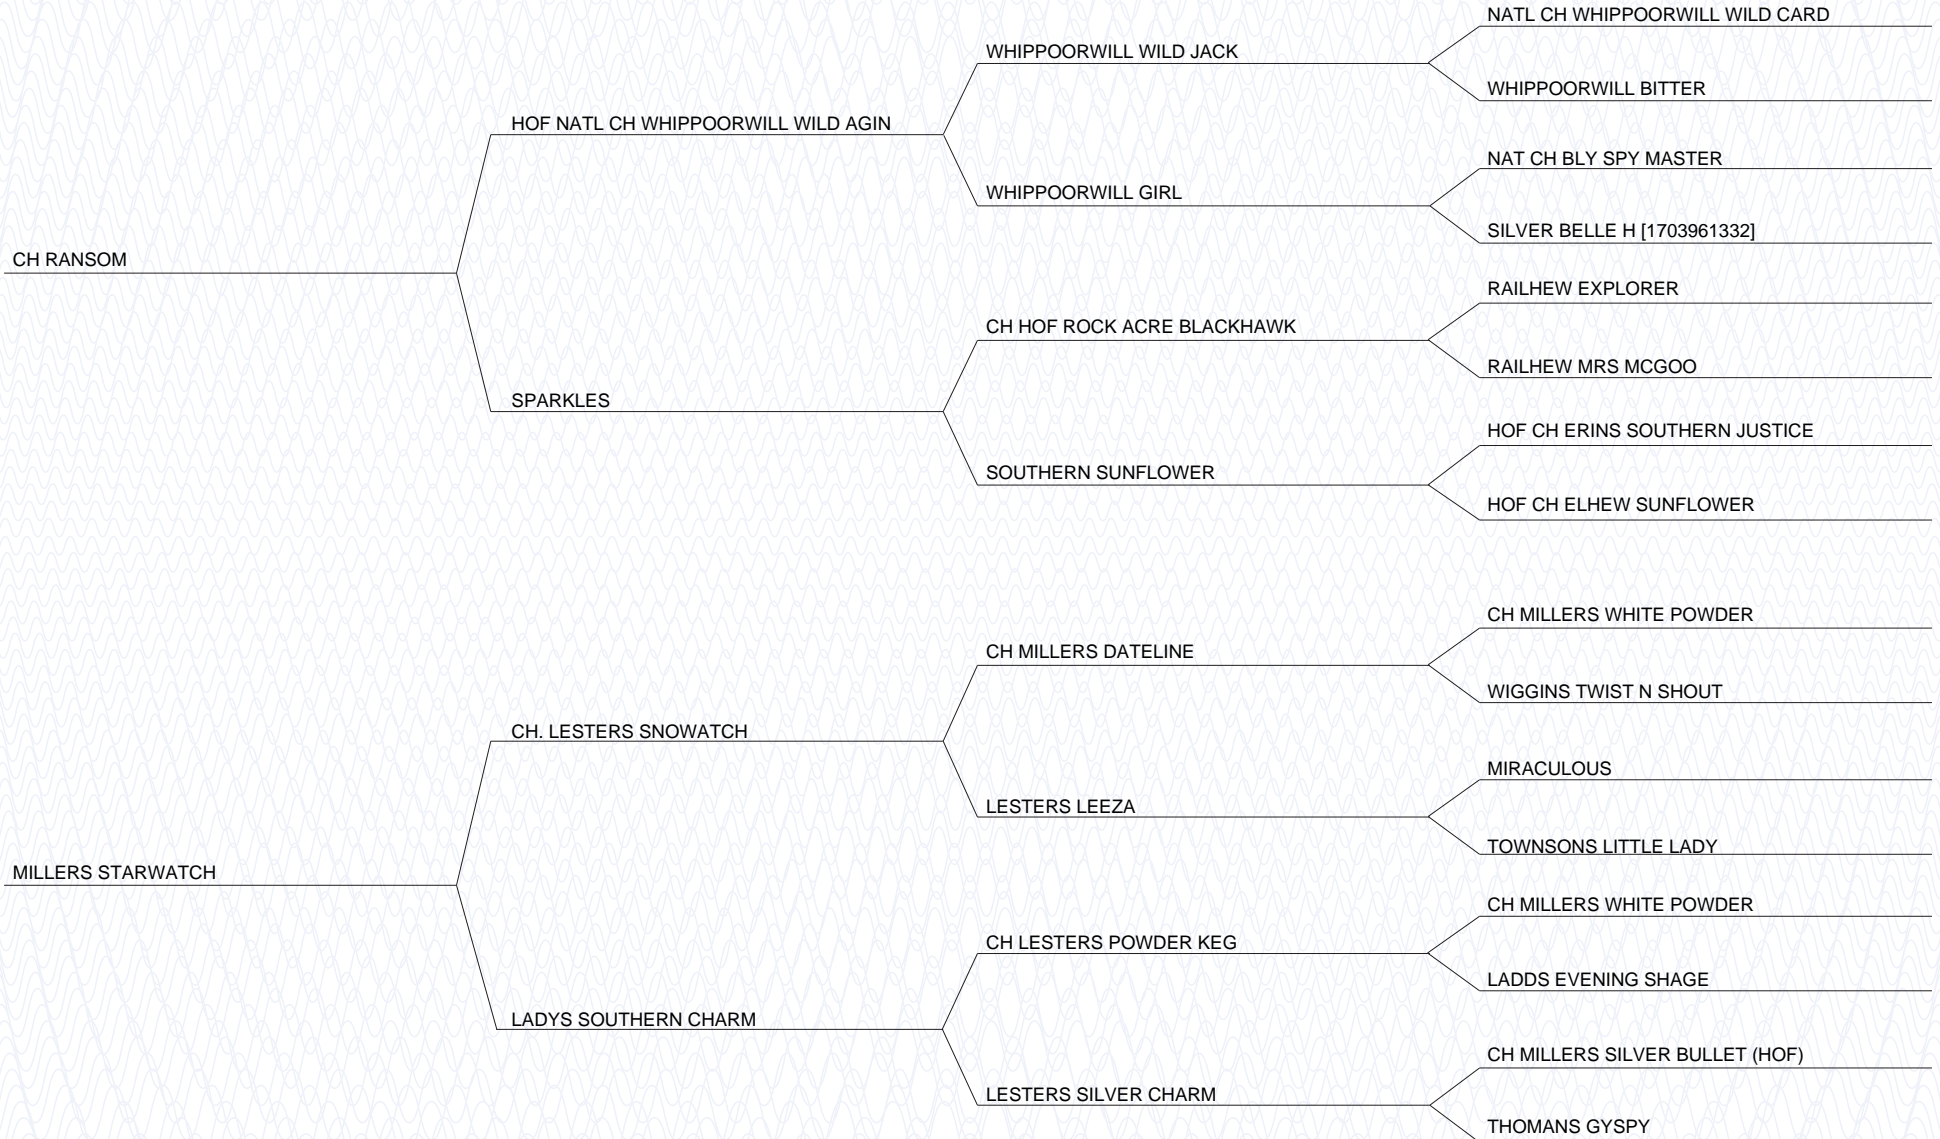 NATL CH WHIPPOORWILL WILD CARD
WHIPPOORWILL WILD JACK
WHIPPOORWILL BITTER
HOF NATL CH WHIPPOORWILL WILD AGIN
NAT CH BLY SPY MASTER
WHIPPOORWILL GIRL
SILVER BELLE H [1703961332]
CH RANSOM
RAILHEW EXPLORER
CH HOF ROCK ACRE BLACKHAWK
RAILHEW MRS MCGOO
SPARKLES
HOF CH ERINS SOUTHERN JUSTICE
SOUTHERN SUNFLOWER
HOF CH ELHEW SUNFLOWER
CH MILLERS WHITE POWDER
CH MILLERS DATELINE
WIGGINS TWIST N SHOUT
CH. LESTERS SNOWATCH
MIRACULOUS
LESTERS LEEZA
TOWNSONS LITTLE LADY
MILLERS STARWATCH
CH MILLERS WHITE POWDER
CH LESTERS POWDER KEG
LADDS EVENING SHAGE
LADYS SOUTHERN CHARM
CH MILLERS SILVER BULLET (HOF)
LESTERS SILVER CHARM
THOMANS GYSPY